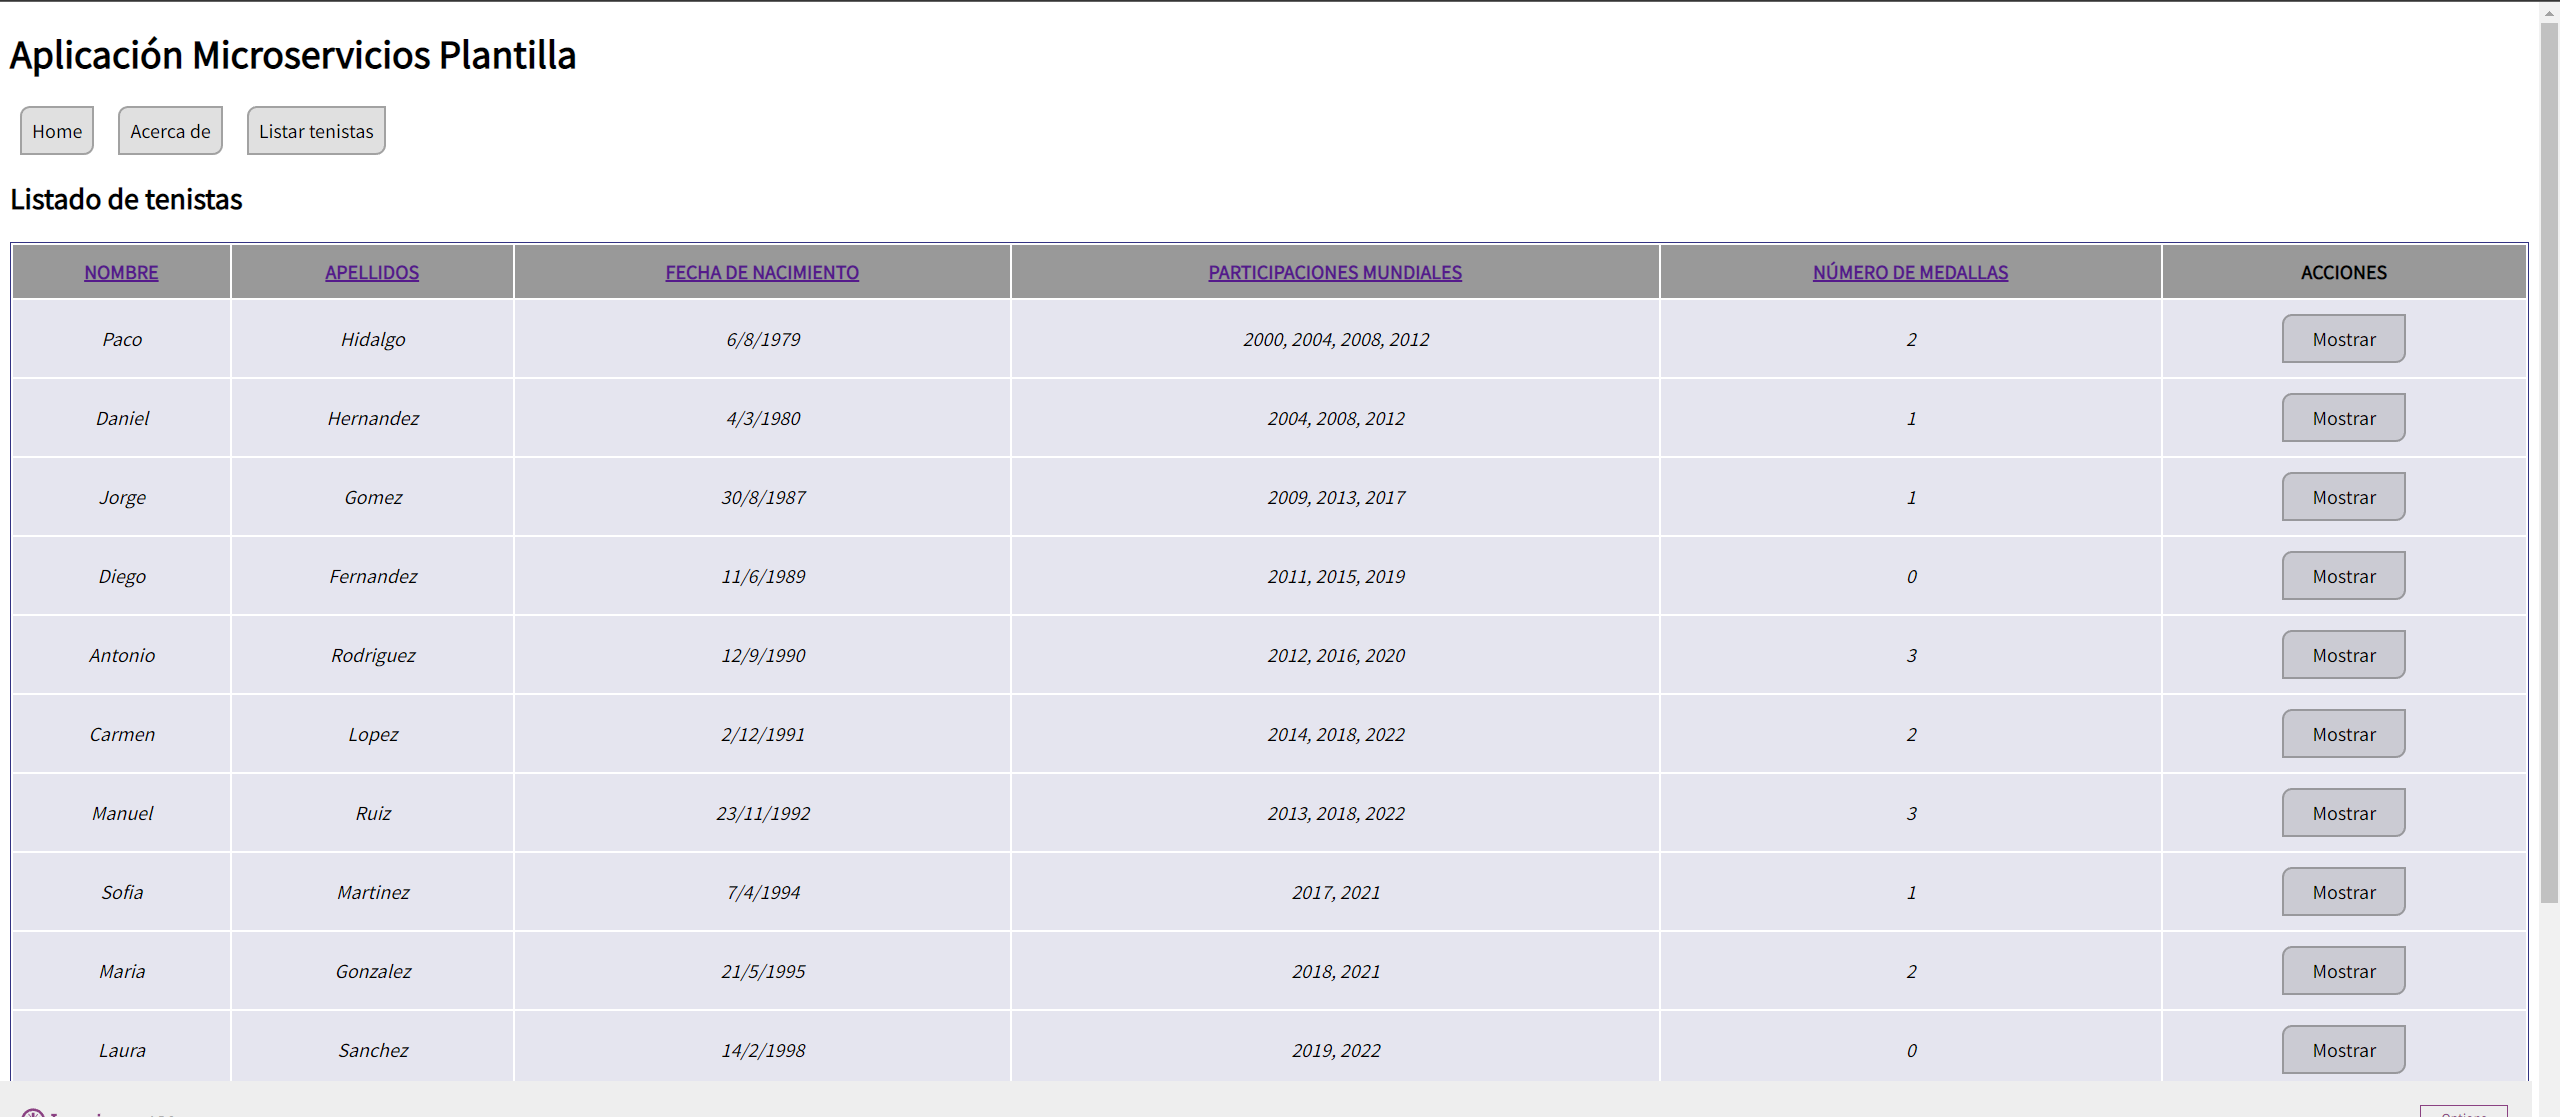 Aplicación Microservicios Plantilla
Home Acerca de Listar tenistas
Listado de tenistas
NOMBRE APELLIDOS FECHA DE NACIMIENTO PARTICIPACIONES MUNDIALES NÚMERO DE MEDALLAS ACCIONES
Paco Hidalgo 6/8/1979 2000, 2004, 2008, 2012 2 Mostrar
Daniel Hernandez 4/3/1980 2004, 2008, 2012 1 Mostrar
Jorge Gomez 30/8/1987 2009, 2013, 2017 1 Mostrar
Diego Fernandez 11/6/1989 2011, 2015, 2019 0 Mostrar
Antonio Rodriguez 12/9/1990 2012, 2016, 2020 3 Mostrar
Carmen Lopez 2/12/1991 2014, 2018, 2022 2 Mostrar
Manuel Ruiz 23/11/1992 2013, 2018, 2022 3 Mostrar
Sofia Martinez 7/4/1994 2017, 2021 1 Mostrar
Maria Gonzalez 21/5/1995 2018, 2021 2 Mostrar
Laura Sanchez 14/2/1998 2019, 2022 0 Mostrar